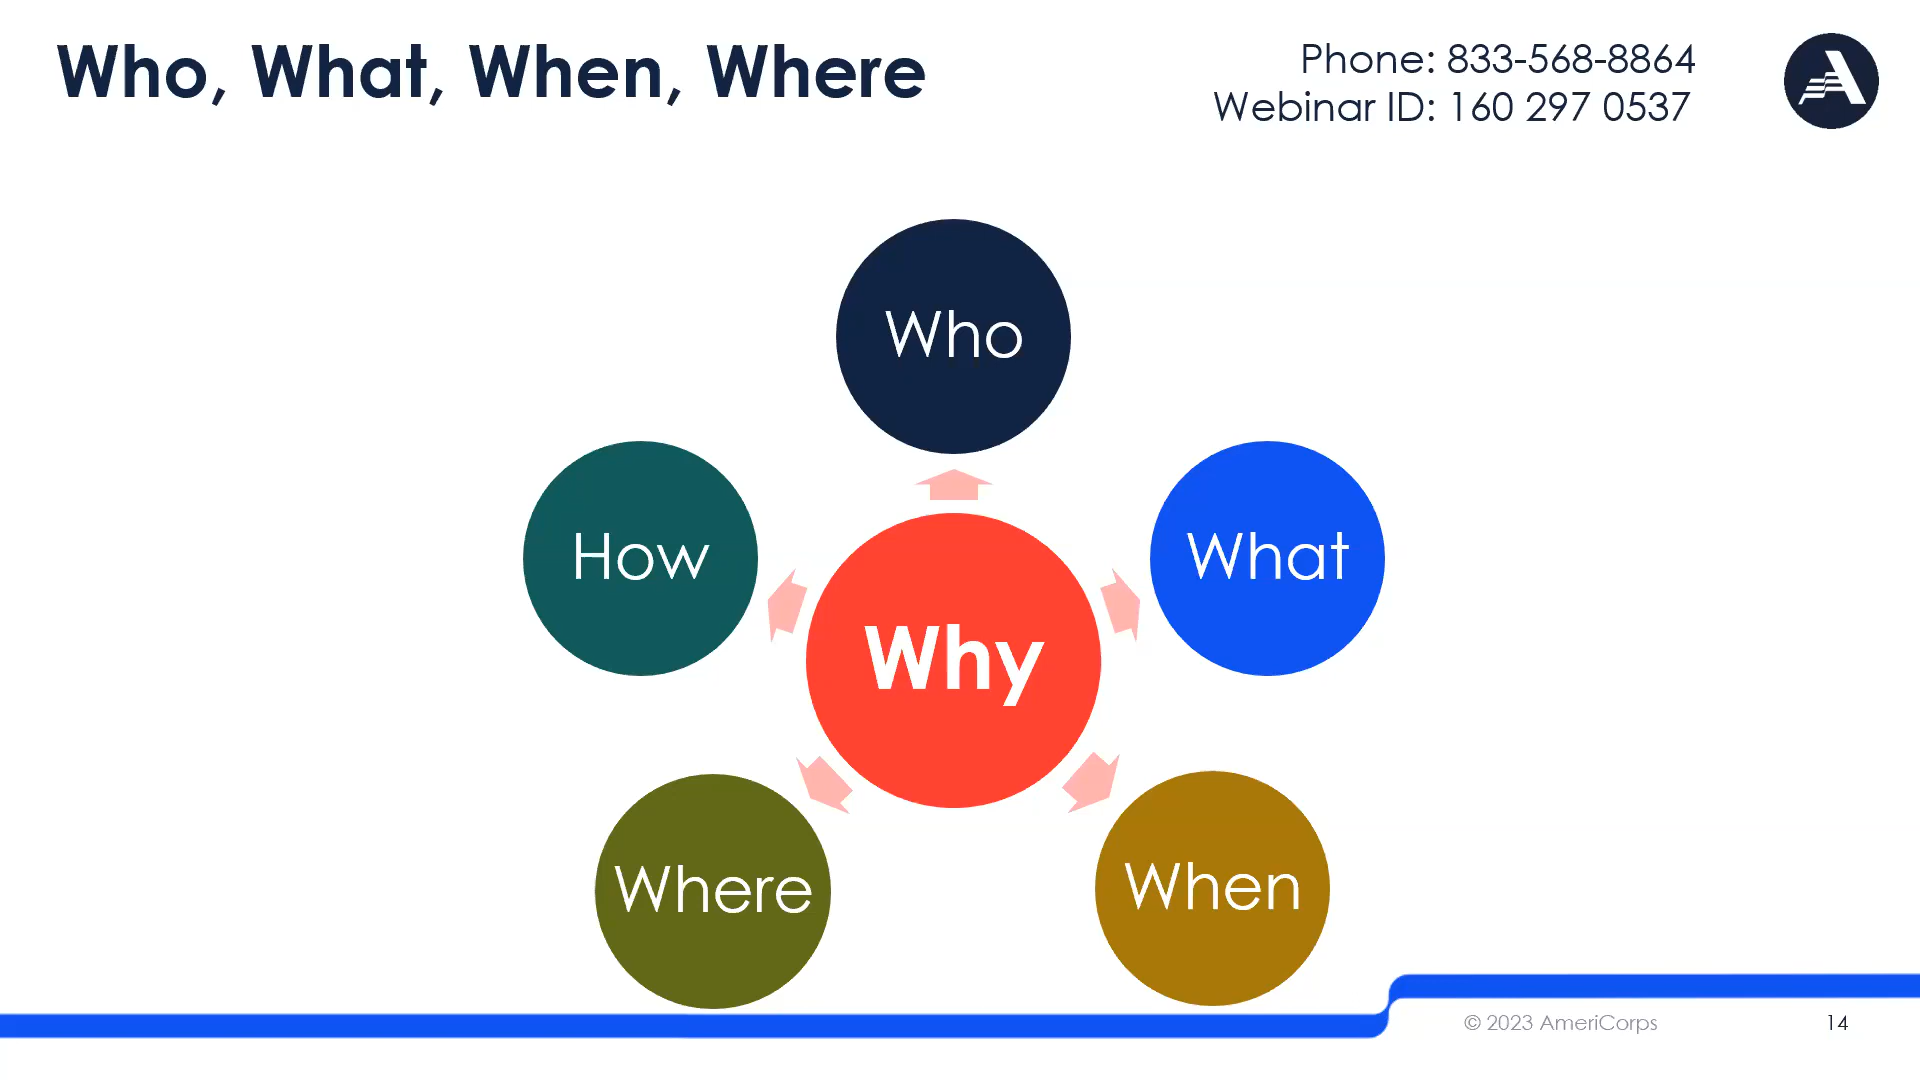 Who, What, When, Where
Phone: 833-568-8864
Webinar ID: 160 297 0537
Who
How
What
Why
Where
When
© 2023 AmeriCorps
14